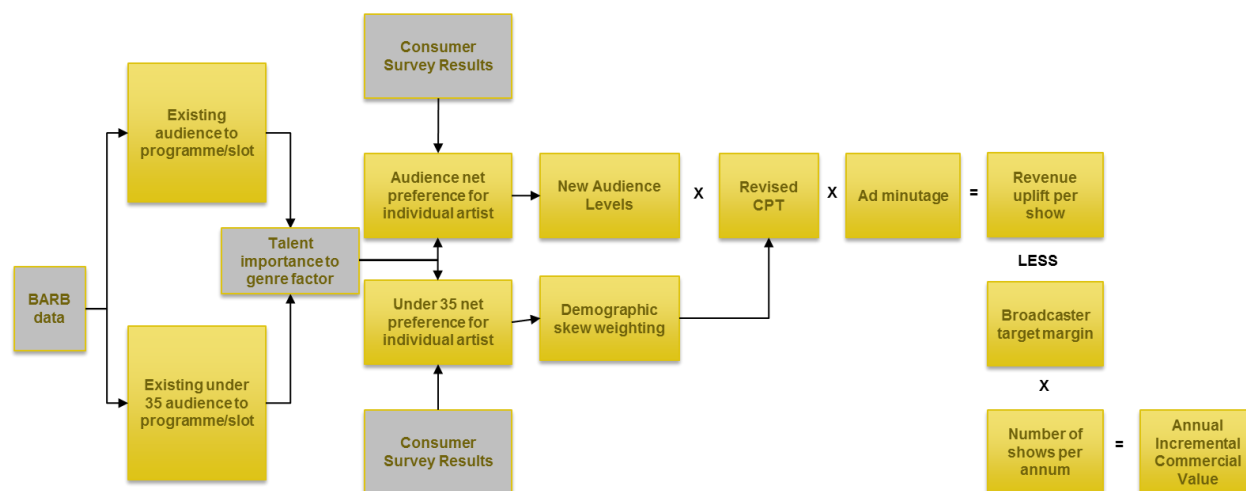 Consumer
Survey Results
Existing
audience to
programme/slot
Audience net
preference for
individual artist
New Audience
Levels
X
Revised
CPT
X
Ad minutage
=
Revenue
uplift per
show
Talent
importance to
genre factor
LESS
BARB
data
Under 35 net
preference for
individual artist
Demographic
skew weighting
Broadcaster
target margin
Existing under
35 audience to
programme/slot
X
Consumer
Survey Results
Number of
shows per
annum
=
Annual
Incremental
Commercial
Value